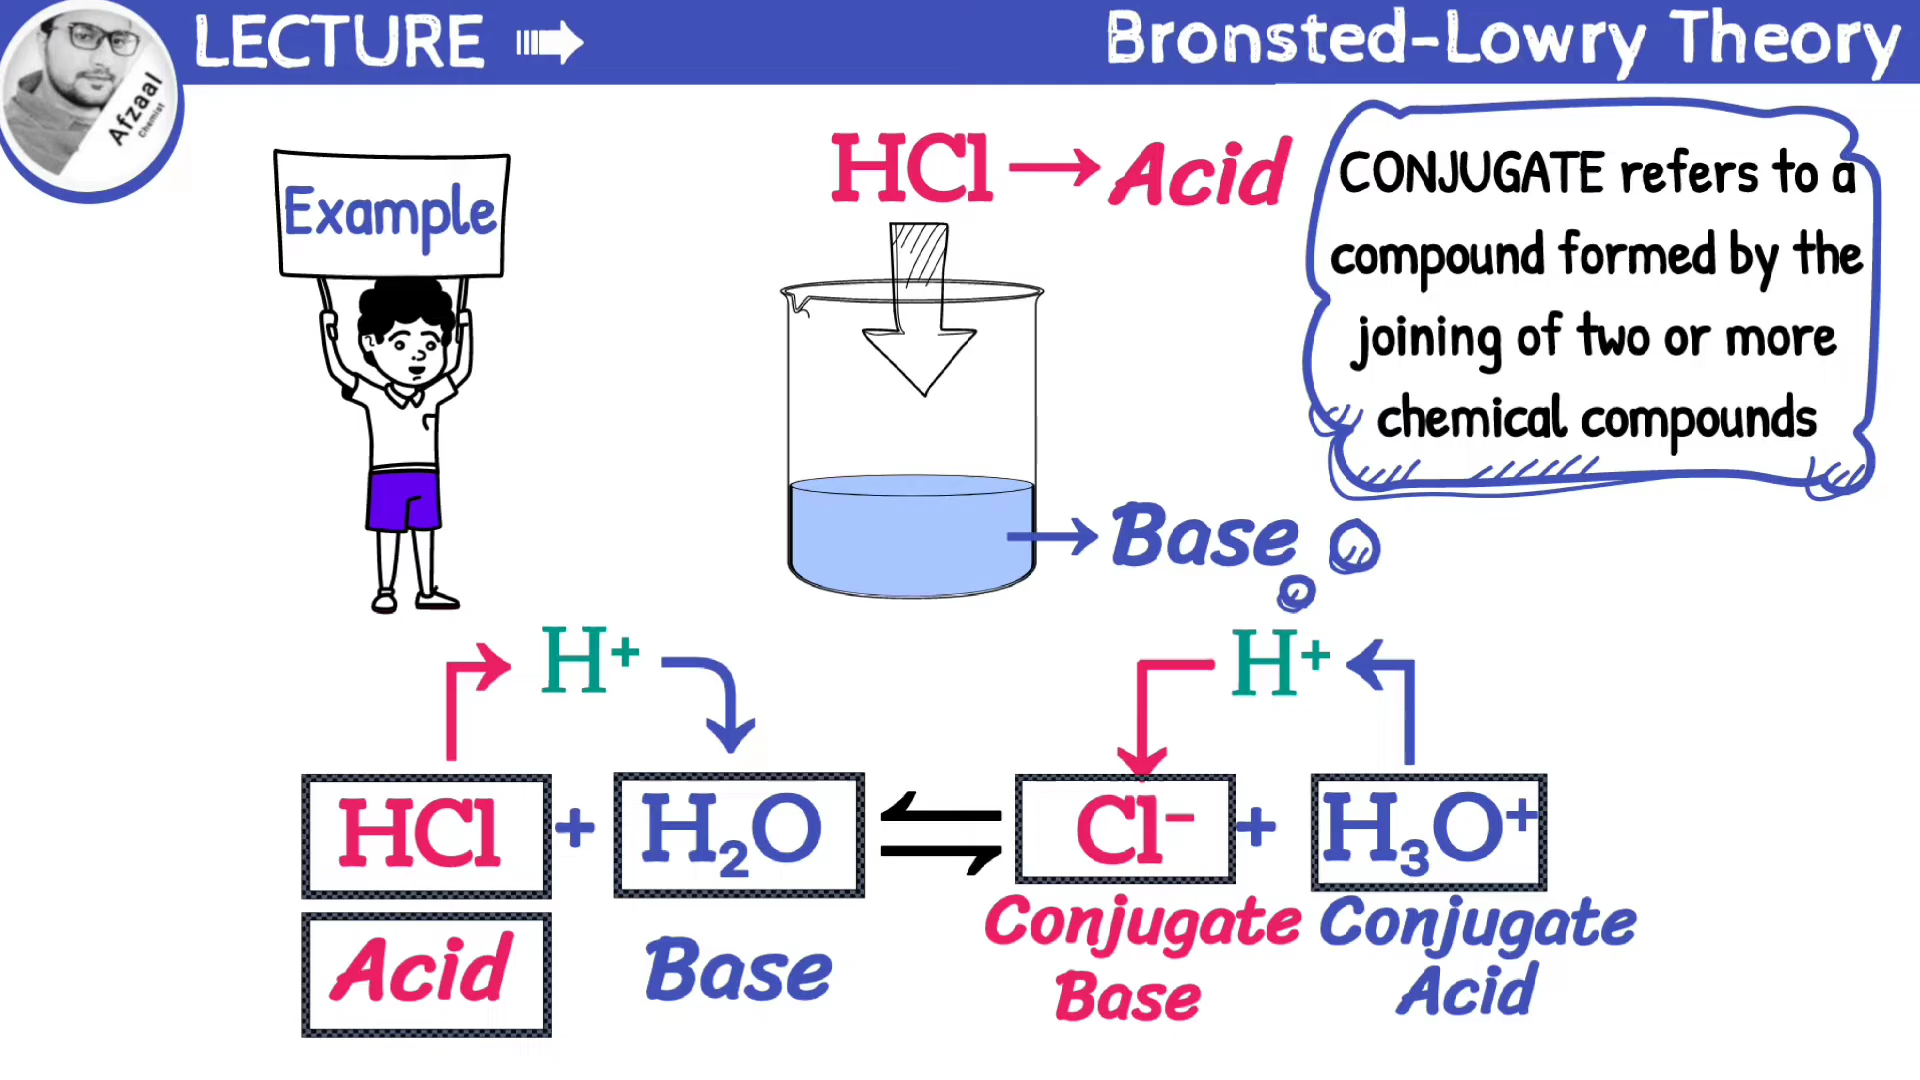 LECTURE
Bronsted-Lowry Theory
Afzaal
Chemist
Example
HCl → Acid
CONJUGATE refers to a
compound formed by the
joining of two or more
chemical compounds
→ Base
H⁺
H⁺
HCl + H₂O ⇌ Cl⁻ + H₃O⁺
Acid
Base
Conjugate
Base
Conjugate
Acid